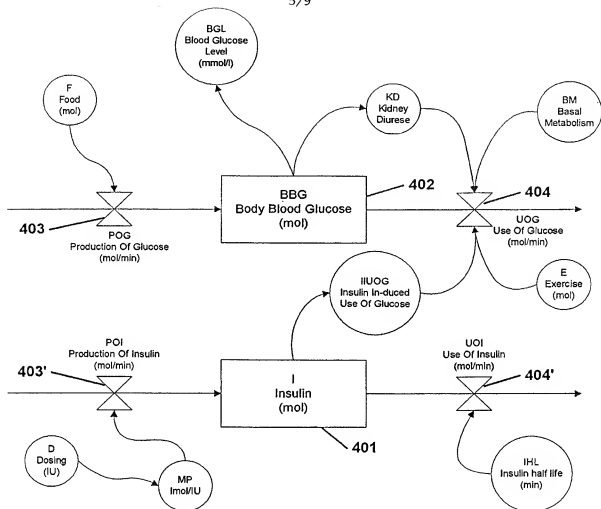 5/9
BGL
Blood Glucose
Level
(mmol/l)
F
Food
(mol)
KD
Kidney
Diurese
BM
Basal
Metabolism
BBG
Body Blood Glucose
(mol)
402
404
403
POG
Production Of Glucose
(mol/min)
UOG
Use Of Glucose
(mol/min)
IIUOG
Insulin In-duced
Use Of Glucose
E
Exercise
(mol)
POI
Production Of Insulin
(mol/min)
403'
I
Insulin
(mol)
UOI
Use Of Insulin
(mol/min)
404'
401
D
Dosing
(IU)
MP
Imol/IU
IHL
Insulin half life
(min)